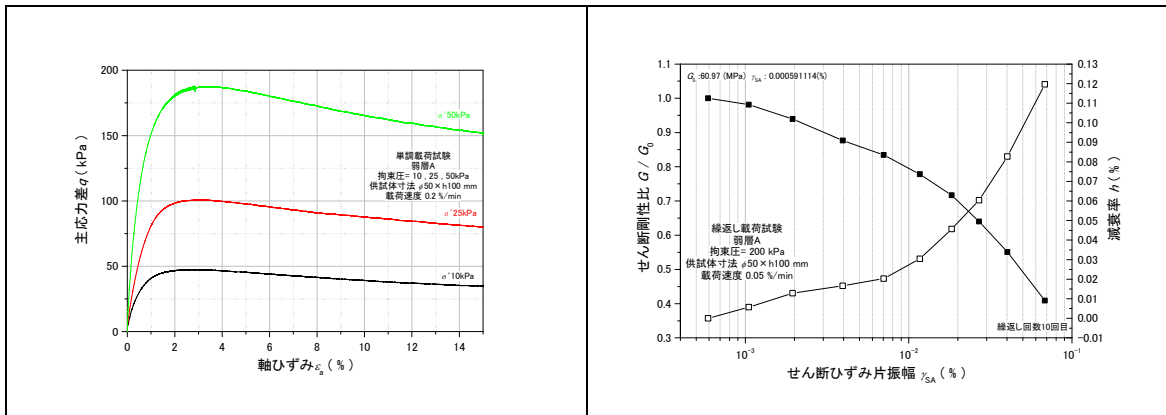 200
150
100
50
0
主応力差q ( kPa )
σ´50kPa
単調載荷試験
弱層A
拘束圧= 10 , 25 , 50kPa
供試体寸法 φ50×h100 mm
載荷速度 0.2 %/min
σ´25kPa
σ´10kPa
0 2 4 6 8 10 12 14
軸ひずみεa ( % )
G0 :60.97 (MPa) γSA : 0.000591114(%)
1.1
1.0
0.9
0.8
0.7
0.6
0.5
0.4
0.3
せん断剛性比 G / G0
繰返し載荷試験
弱層A
拘束圧= 200 kPa
供試体寸法 φ50×h100 mm
載荷速度 0.05 %/min
繰返し回数10回目
0.13
0.12
0.11
0.10
0.09
0.08
0.07
0.06
0.05
0.04
0.03
0.02
0.01
0.00
−0.01
減衰率 h ( % )
10⁻³ 10⁻² 10⁻¹
せん断ひずみ片振幅 γSA ( % )